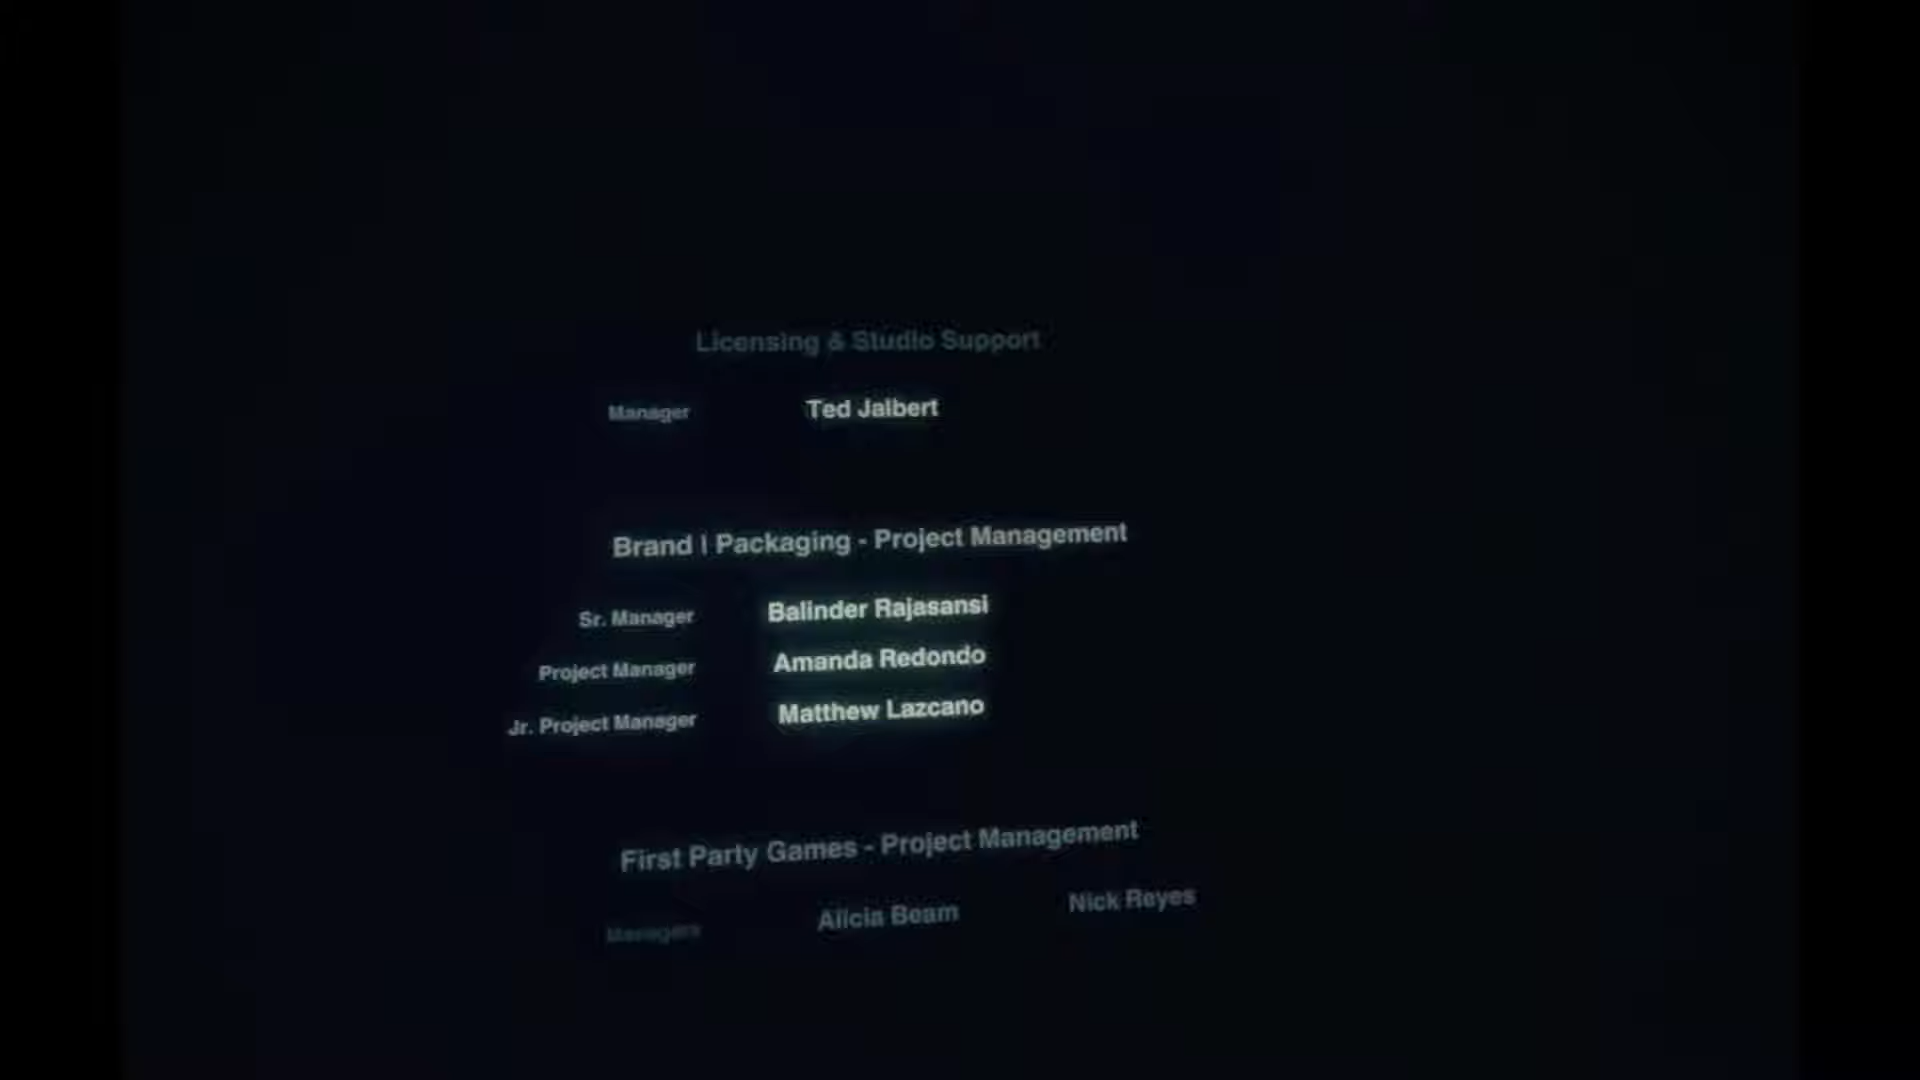 Licensing & Studio Support
Manager Ted Jalbert
Brand | Packaging - Project Management
Sr. Manager Balinder Rajasansi
Project Manager Amanda Redondo
Jr. Project Manager Matthew Lazcano
First Party Games - Project Management
Managers Alicia Beam Nick Reyes